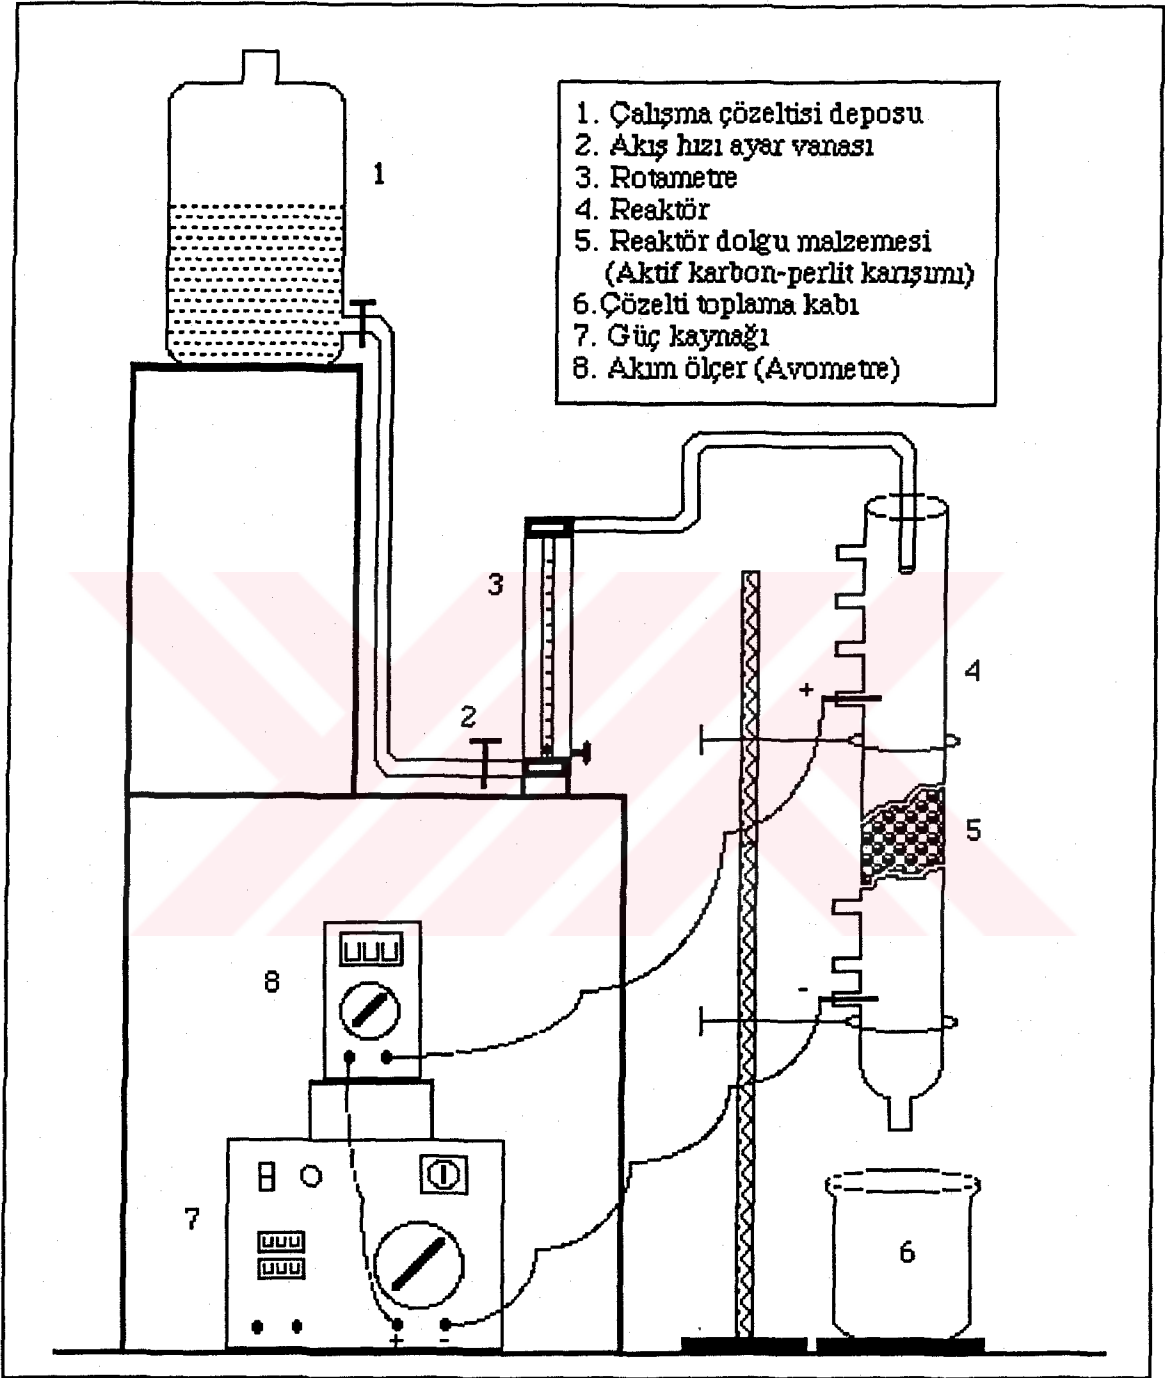 1. Çalışma çözeltisi deposu
2. Akış hızı ayar vanası
3. Rotametre
4. Reaktör
5. Reaktör dolgu malzemesi
(Aktif karbon-perlit karışımı)
6.Çözelti toplama kabı
7. Güç kaynağı
8. Akım ölçer (Avometre)
1
3
4
+
2
5
8
-
7
6
+ -